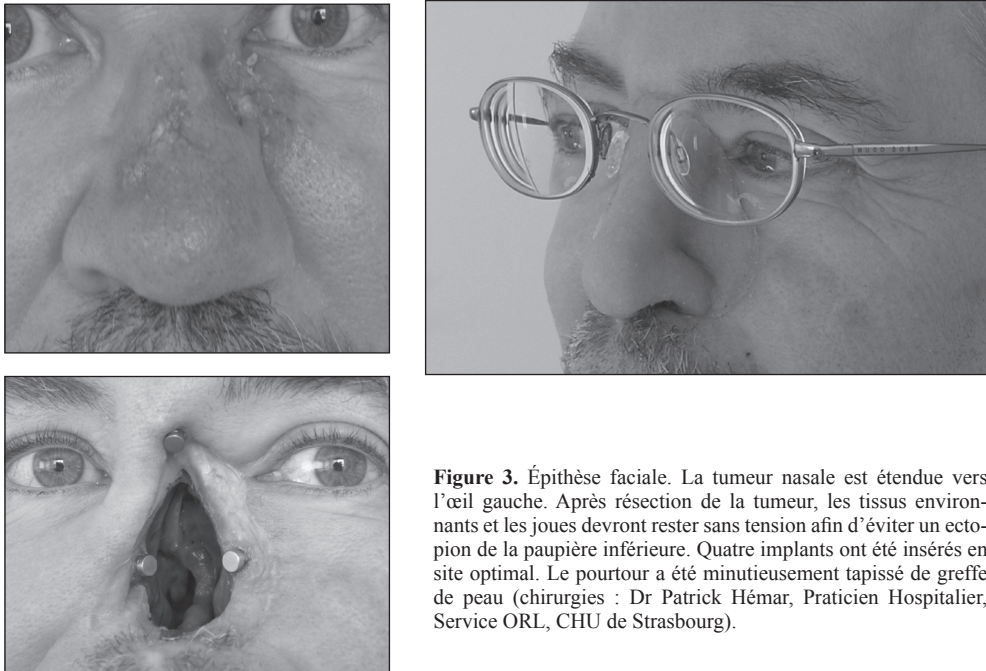 HUGO BOSS
Figure 3. Épithèse faciale. La tumeur nasale est étendue vers
l’œil gauche. Après résection de la tumeur, les tissus environ-
nants et les joues devront rester sans tension afin d’éviter un ecto-
pion de la paupière inférieure. Quatre implants ont été insérés en
site optimal. Le pourtour a été minutieusement tapissé de greffe
de peau (chirurgies : Dr Patrick Hémar, Praticien Hospitalier,
Service ORL, CHU de Strasbourg).